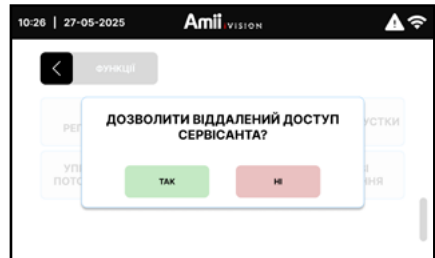 10:26 | 27-05-2025 Amii.VISION
ФУНКЦІЇ
ДОЗВОЛИТИ ВІДДАЛЕНИЙ ДОСТУП
СЕРВІСАНТА?
ТАК НІ